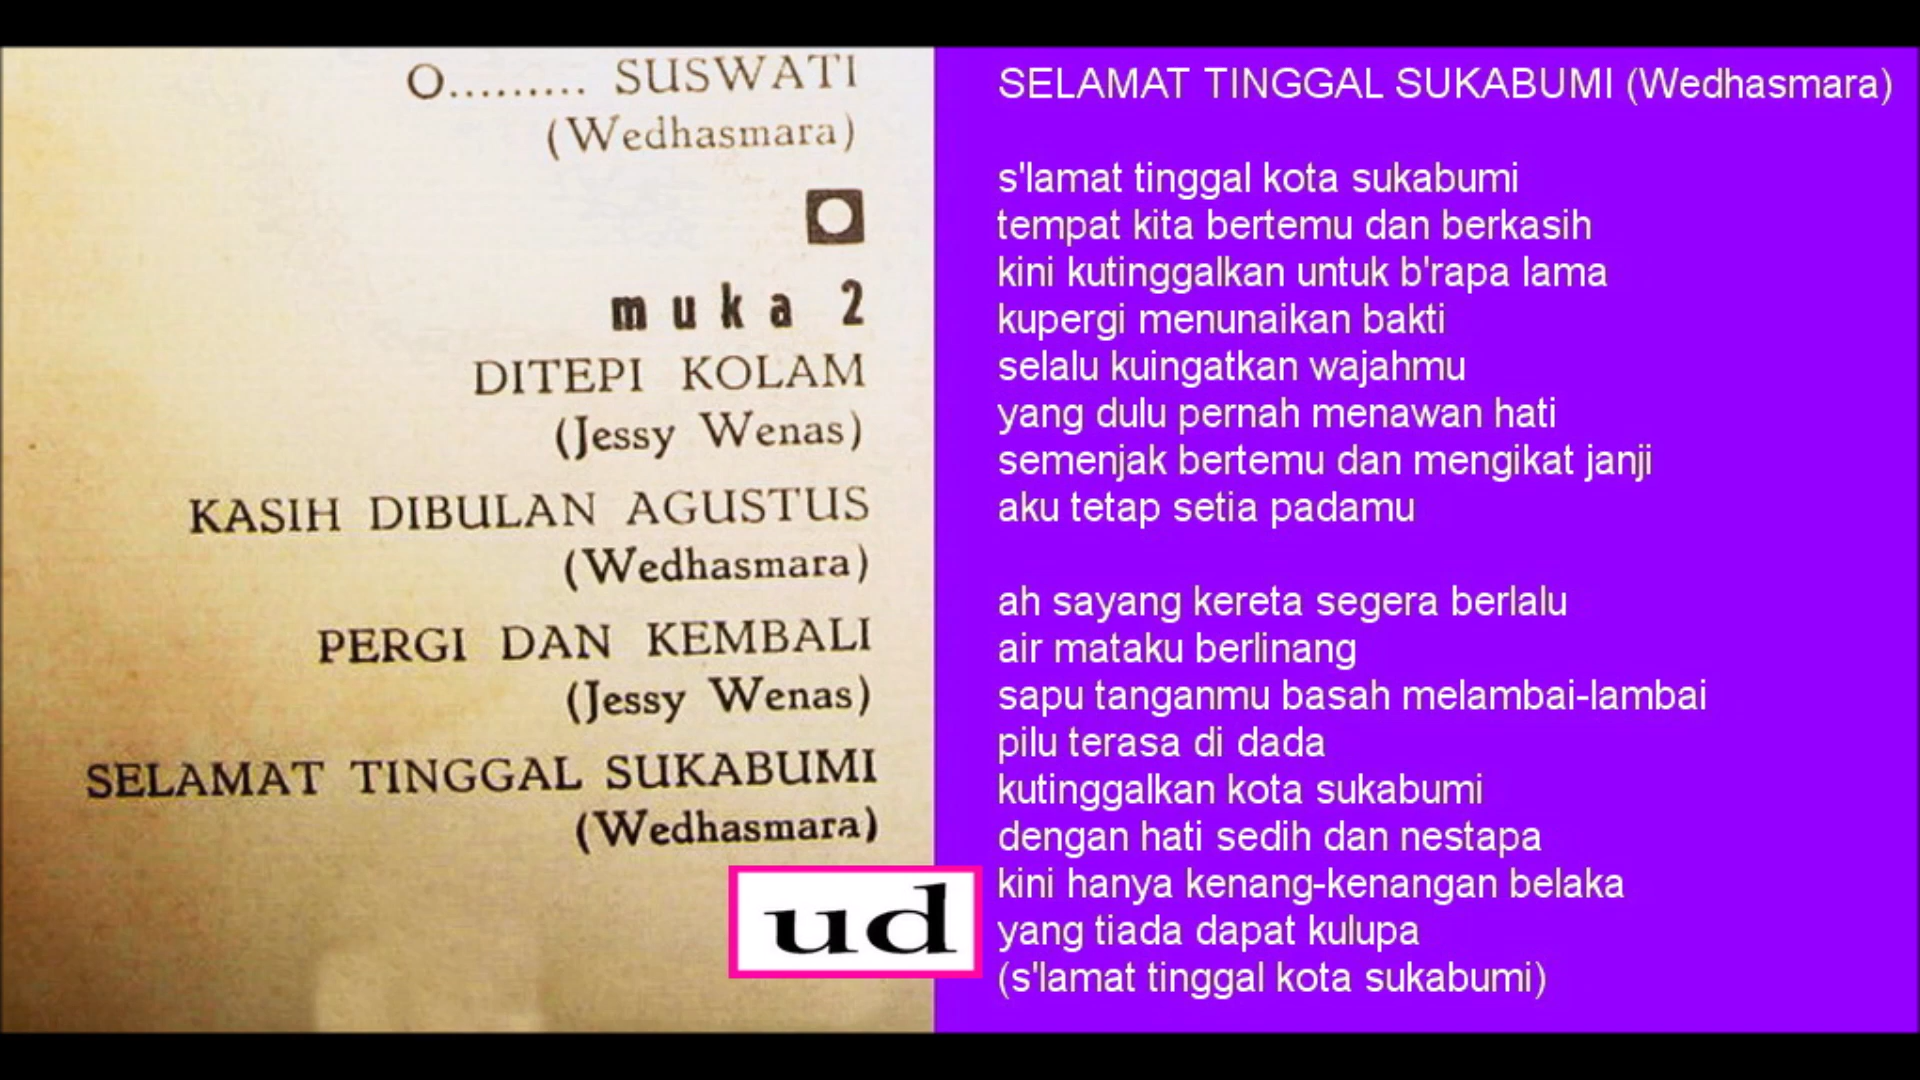 O......... SUSWATI
(Wedhasmara)
muka 2
DITEPI KOLAM
(Jessy Wenas)
KASIH DIBULAN AGUSTUS
(Wedhasmara)
PERGI DAN KEMBALI
(Jessy Wenas)
SELAMAT TINGGAL SUKABUMI
(Wedhasmara)
ud
SELAMAT TINGGAL SUKABUMI (Wedhasmara)
s'lamat tinggal kota sukabumi
tempat kita bertemu dan berkasih
kini kutinggalkan untuk b'rapa lama
kupergi menunaikan bakti
selalu kuingatkan wajahmu
yang dulu pernah menawan hati
semenjak bertemu dan mengikat janji
aku tetap setia padamu
ah sayang kereta segera berlalu
air mataku berlinang
sapu tanganmu basah melambai-lambai
pilu terasa di dada
kutinggalkan kota sukabumi
dengan hati sedih dan nestapa
kini hanya kenang-kenangan belaka
yang tiada dapat kulupa
(s'lamat tinggal kota sukabumi)